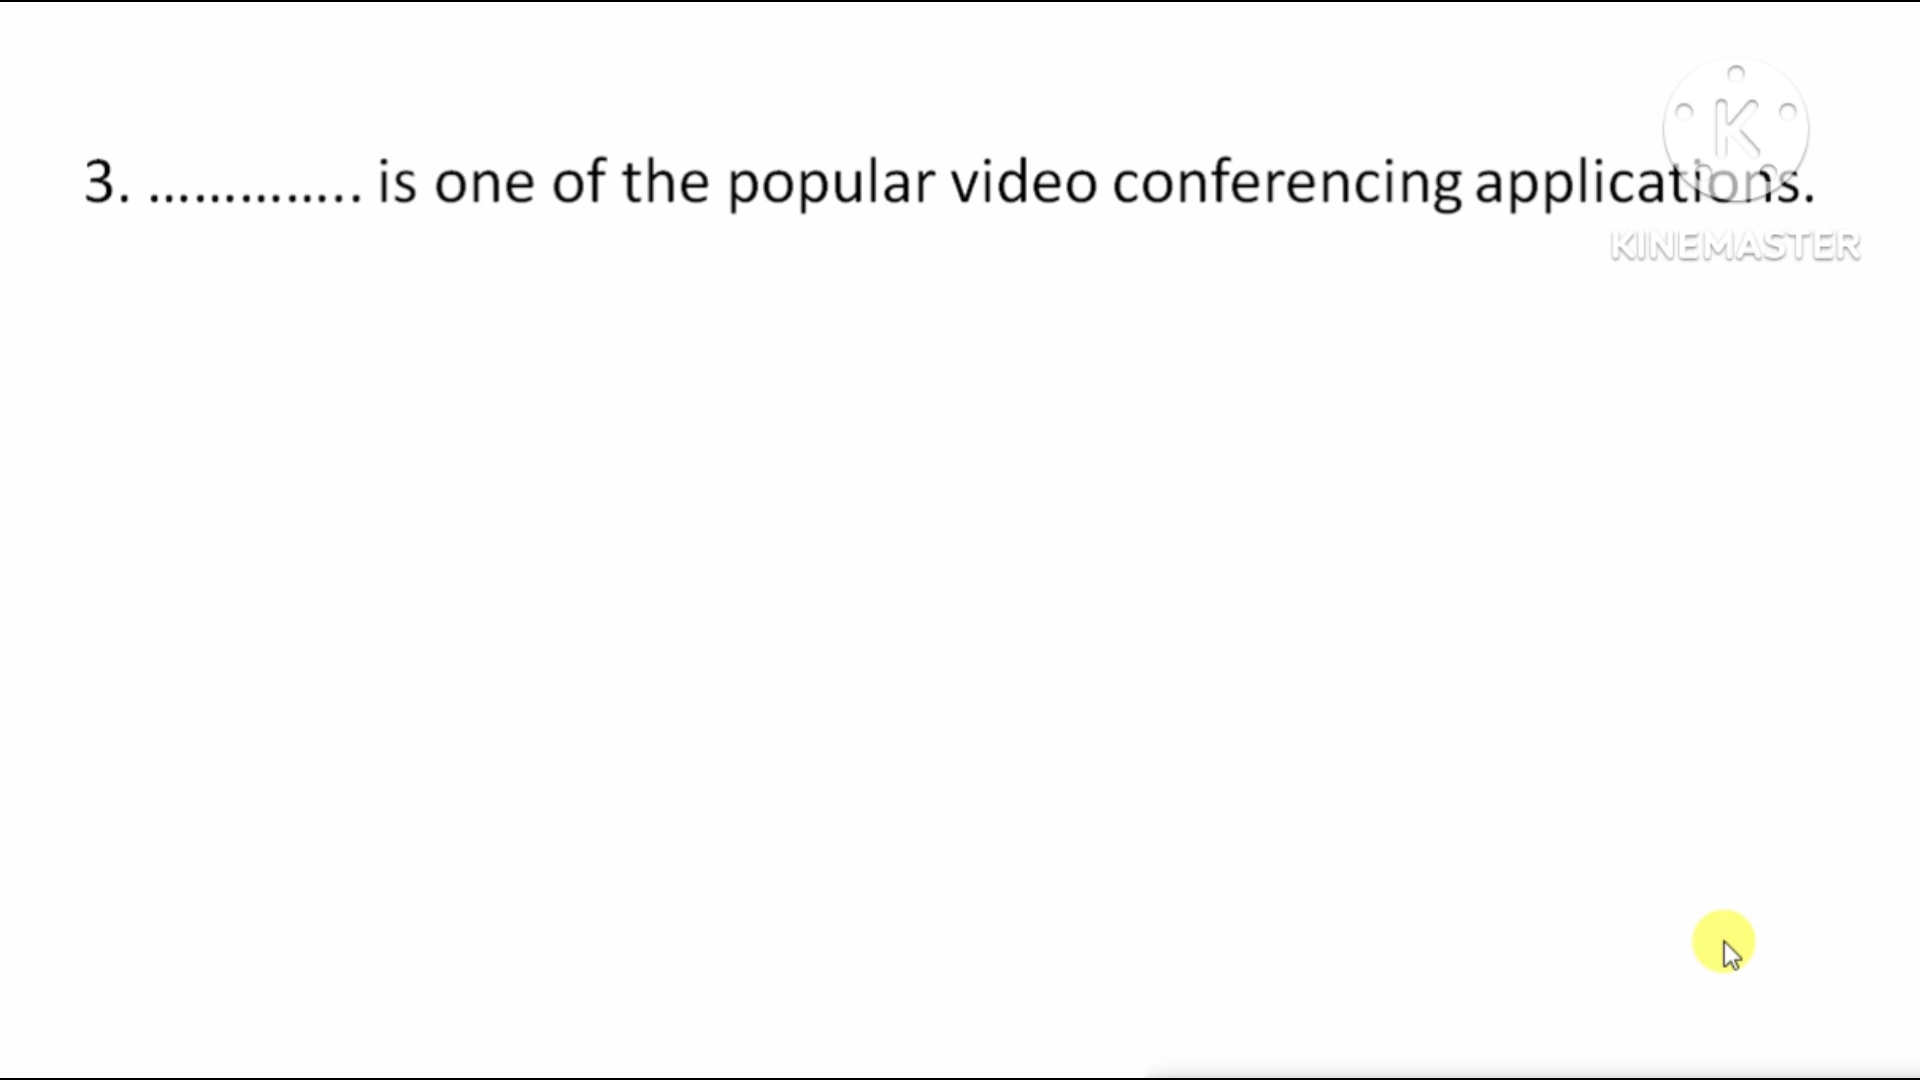 3. ………….. is one of the popular video conferencing applications.
K
KINEMASTER